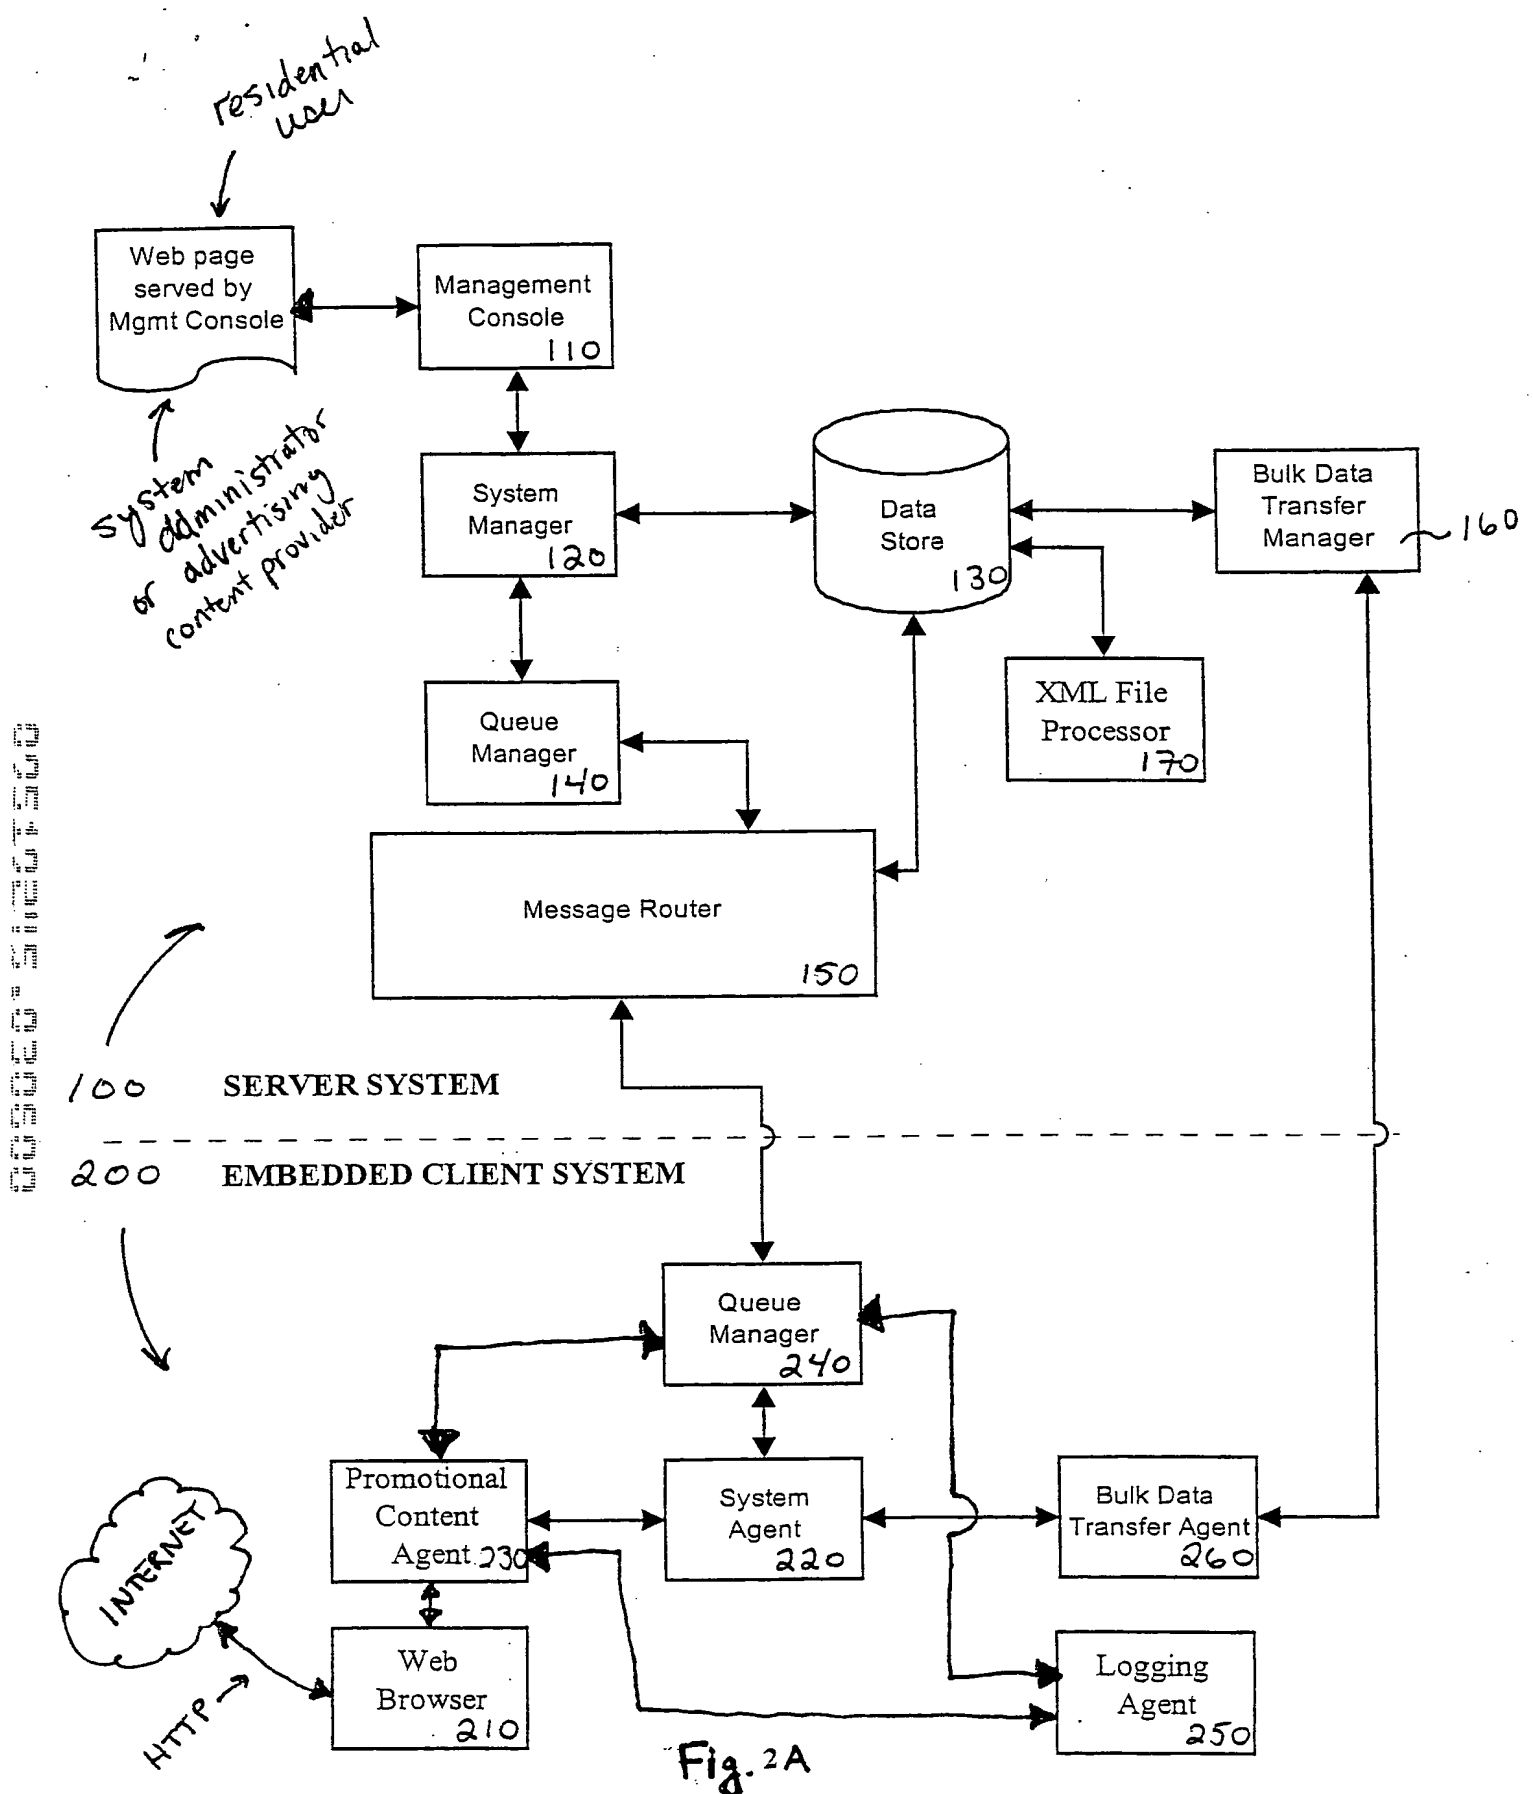 residential
user
Web page
served by
Mgmt Console
Management
Console
110
system
administrator
or advertising
content provider
System
Manager
120
Data
Store
130
Bulk Data
Transfer
Manager
160
Queue
Manager
140
XML File
Processor
170
Message Router
150
100 SERVER SYSTEM
200 EMBEDDED CLIENT SYSTEM
Queue
Manager
240
Promotional
Content
Agent 230
System
Agent
220
Bulk Data
Transfer Agent
260
INTERNET
HTTP
Web
Browser
210
Logging
Agent
250
Fig. 2A